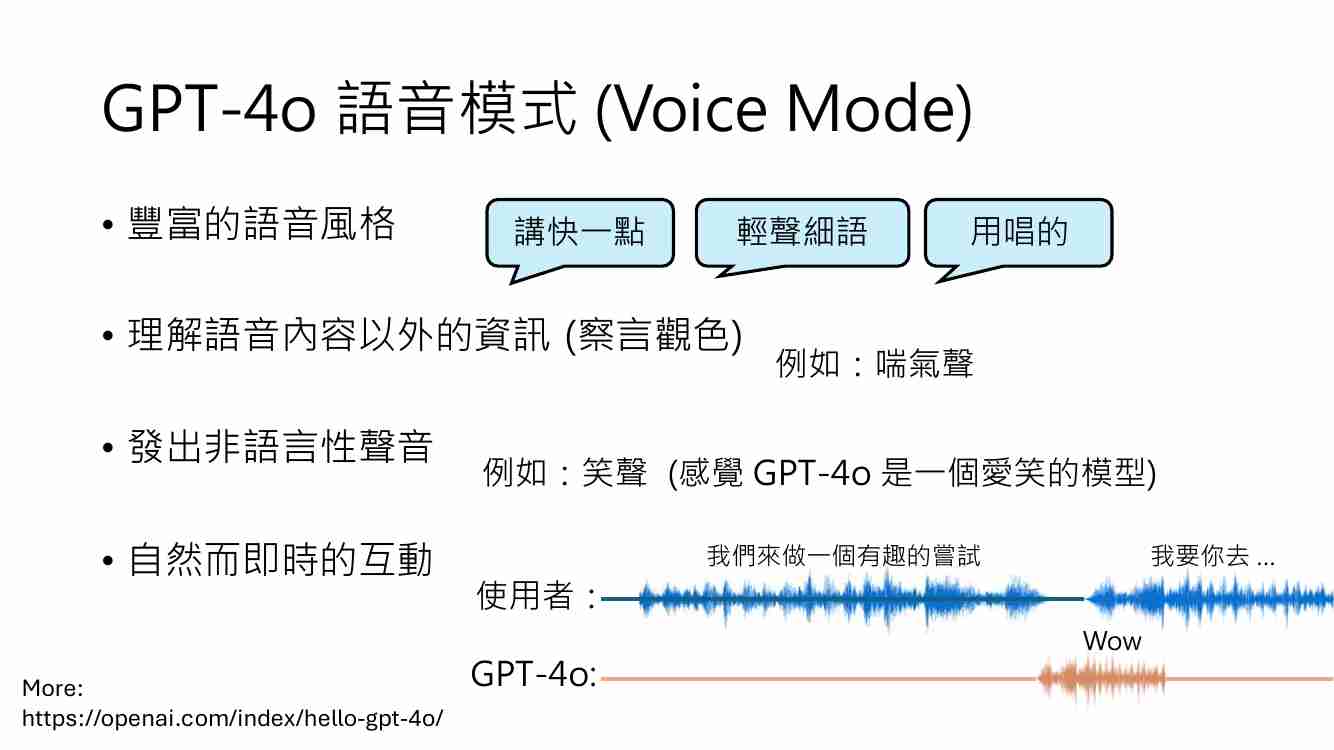 GPT-4o 語音模式 (Voice Mode)
• 豐富的語音風格
講快一點
輕聲細語
用唱的
• 理解語音內容以外的資訊 (察言觀色)
例如：喘氣聲
• 發出非語言性聲音
例如：笑聲 (感覺 GPT-4o 是一個愛笑的模型)
• 自然而即時的互動
我們來做一個有趣的嘗試
我要你去 ...
使用者：
Wow
GPT-4o:
More:
https://openai.com/index/hello-gpt-4o/